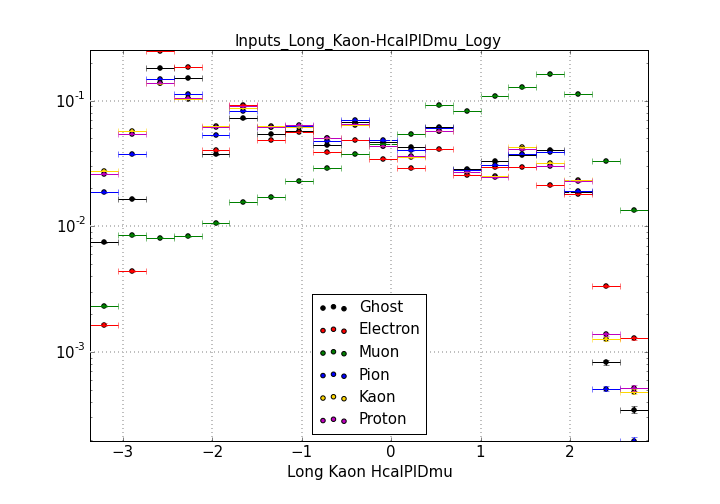 Inputs_Long_Kaon-HcalPIDmu_Logy
10⁻¹
10⁻²
10⁻³
Ghost
Electron
Muon
Pion
Kaon
Proton
−3 −2 −1 0 1 2
Long Kaon HcalPIDmu